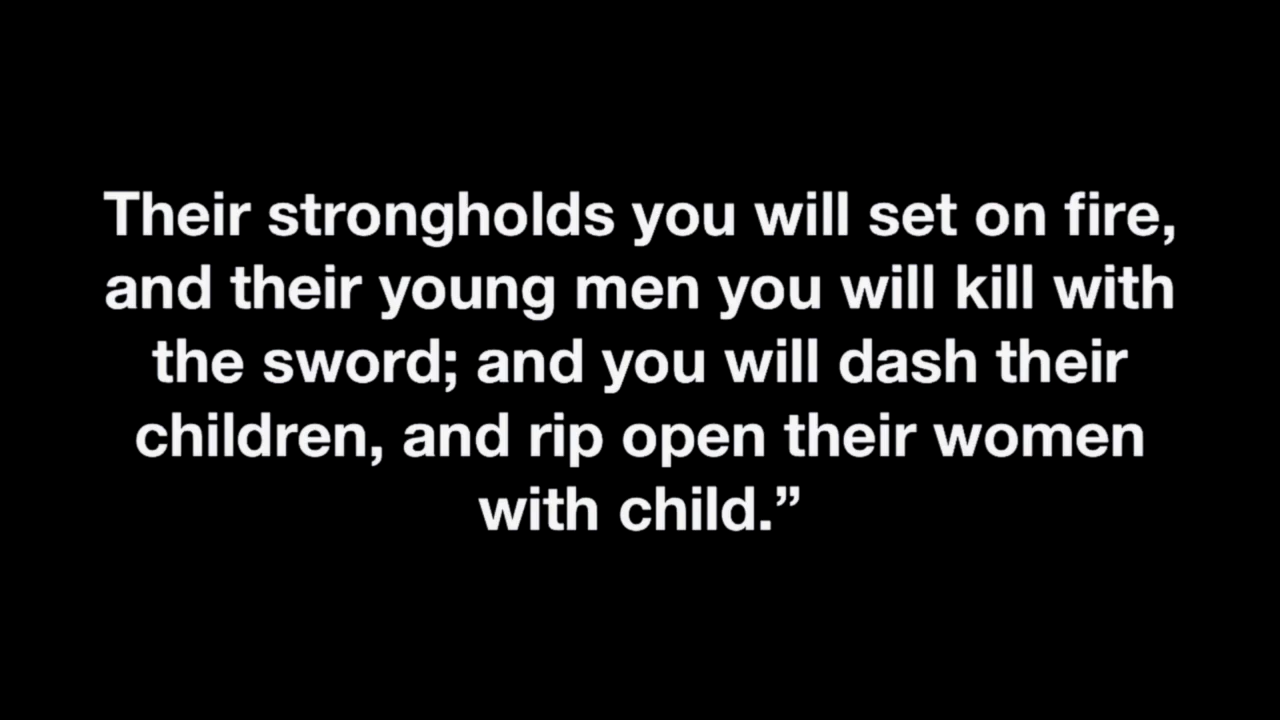 Their strongholds you will set on fire,
and their young men you will kill with
the sword; and you will dash their
children, and rip open their women
with child.”